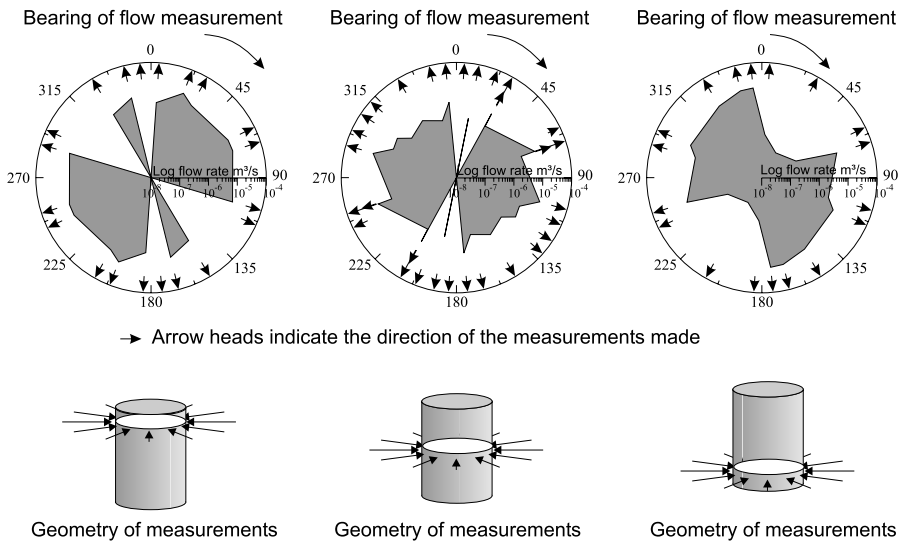 Bearing of flow measurement
Bearing of flow measurement
Bearing of flow measurement
0
45
90
135
180
225
270
315
Log flow rate m³/s
10⁻⁸ 10⁻⁷ 10⁻⁶ 10⁻⁵ 10⁻⁴
0
45
90
135
180
225
270
315
Log flow rate m³/s
10⁻⁸ 10⁻⁷ 10⁻⁶ 10⁻⁵ 10⁻⁴
0
45
90
135
180
225
270
315
Log flow rate m³/s
10⁻⁸ 10⁻⁷ 10⁻⁶ 10⁻⁵ 10⁻⁴
Arrow heads indicate the direction of the measurements made
Geometry of measurements
Geometry of measurements
Geometry of measurements